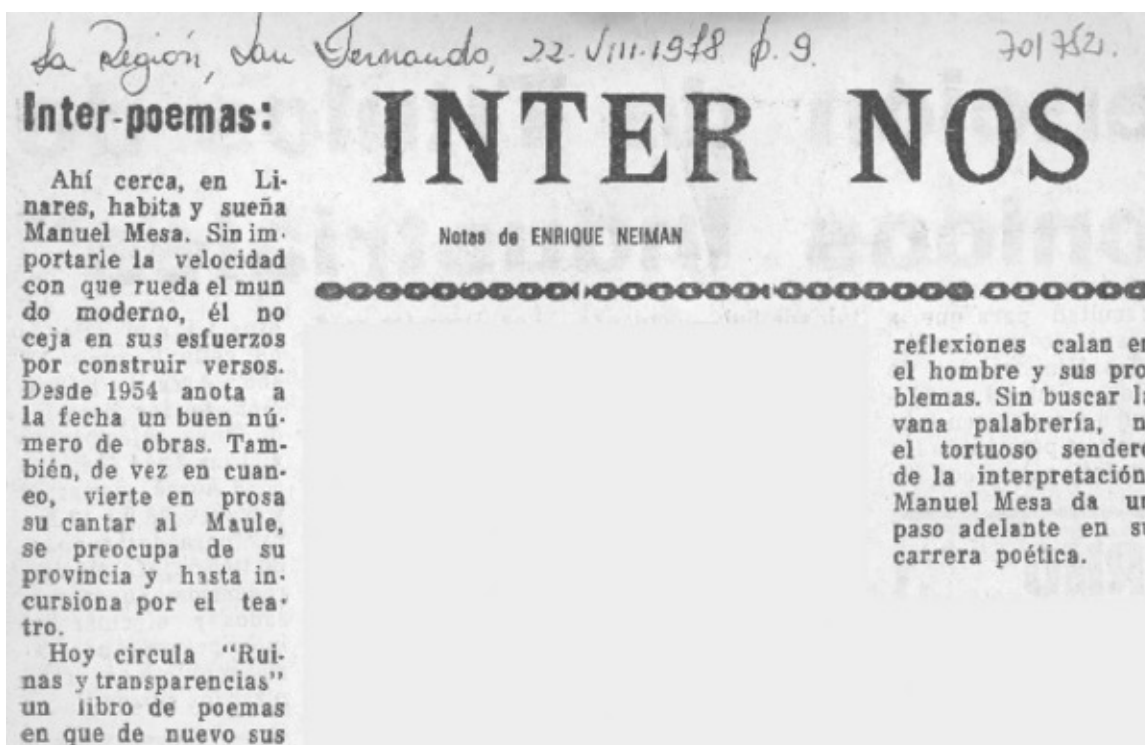 La Región, San Fernando, 22-VIII-1978 p. 9.
701752.
INTER NOS
Notas de ENRIQUE NEIMAN
Inter-poemas:
Ahí cerca, en Li-
nares, habita y sueña
Manuel Mesa. Sin im-
portarle la velocidad
con que rueda el mun
do moderno, él no
ceja en sus esfuerzos
por construir versos.
Desde 1954 anota a
la fecha un buen nú-
mero de obras. Tam-
bién, de vez en cuan-
eo, vierte en prosa
su cantar al Maule,
se preocupa de su
provincia y hasta in-
cursiona por el tea-
tro.
Hoy circula "Rui-
nas y transparencias"
un libro de poemas
en que de nuevo sus
reflexiones calan en
el hombre y sus pro
blemas. Sin buscar la
vana palabrería, n
el tortuoso sendero
de la interpretación
Manuel Mesa da un
paso adelante en su
carrera poética.